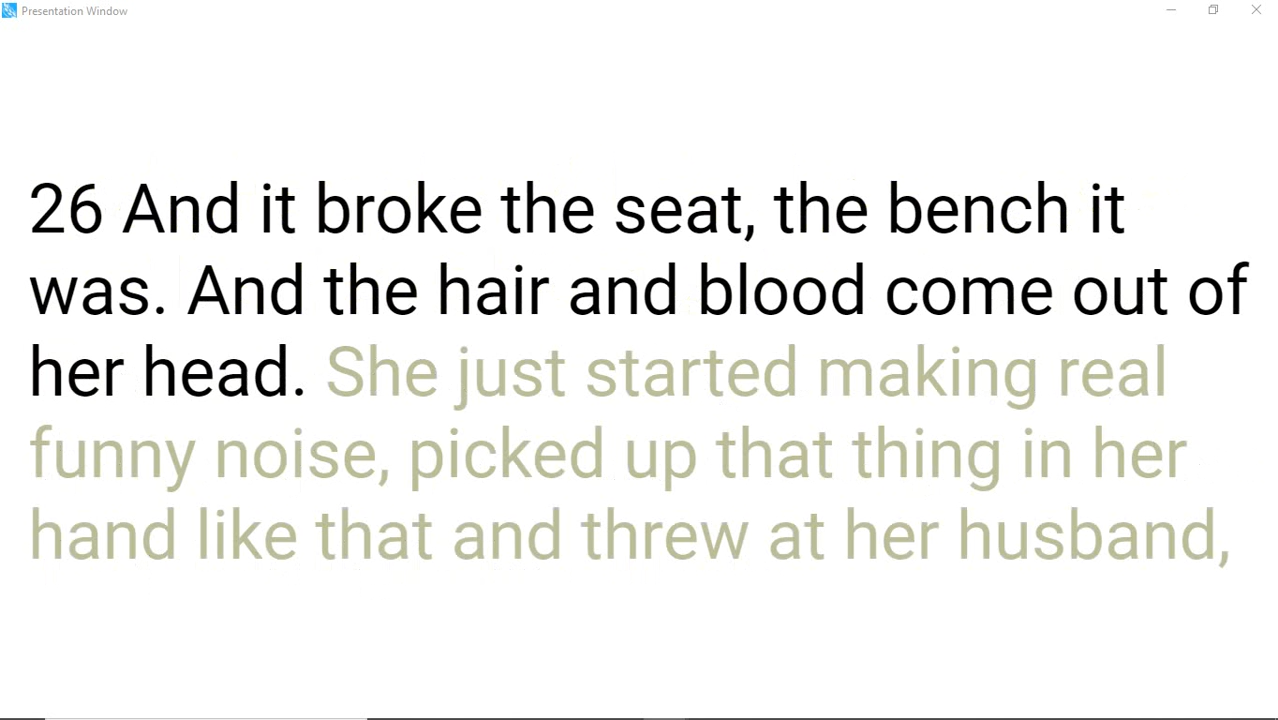 Presentation Window
26 And it broke the seat, the bench it
was. And the hair and blood come out of
her head. She just started making real
funny noise, picked up that thing in her
hand like that and threw at her husband,